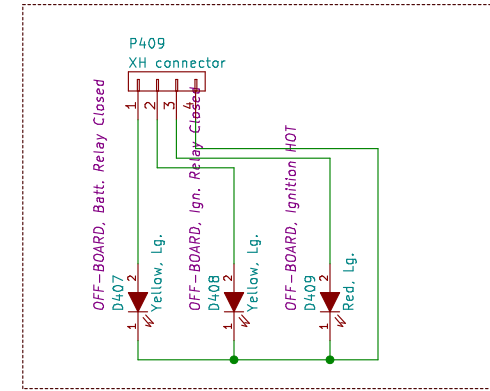 P409
XH connector
1
2
3
4
OFF-BOARD, Batt. Relay Closed
D407
Yellow, Lg.
2
1
OFF-BOARD, Ign. Relay Closed
D408
Yellow, Lg.
2
1
OFF-BOARD, Ignition HOT
D409
Red, Lg.
2
1